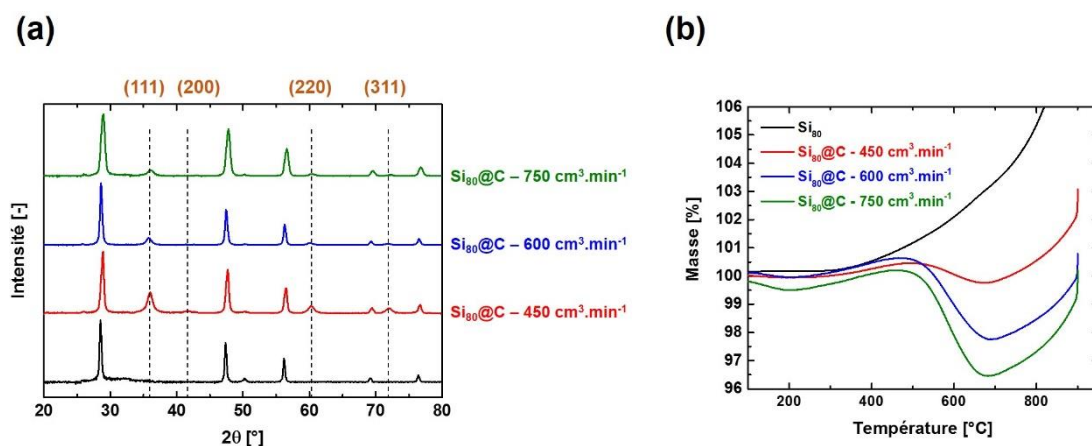 (a)
(111) (200) (220) (311)
Si₈₀@C – 750 cm³.min⁻¹
Si₈₀@C – 600 cm³.min⁻¹
Si₈₀@C – 450 cm³.min⁻¹
Intensité [-]
20 30 40 50 60 70 80
2θ [°]
(b)
106
105
104
103
102
101
100
99
98
97
96
Si₈₀
Si₈₀@C - 450 cm³.min⁻¹
Si₈₀@C - 600 cm³.min⁻¹
Si₈₀@C - 750 cm³.min⁻¹
Masse [%]
200 400 600 800
Température [°C]